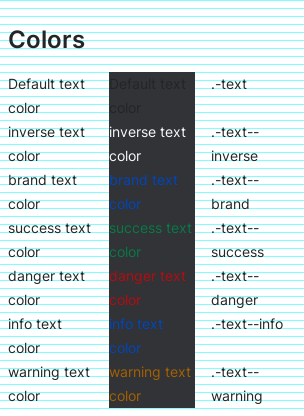 Colors
Default text Default text .-text
color color
inverse text inverse text .-text--
color color inverse
brand text brand text .-text--
color color brand
success text success text .-text--
color color success
danger text danger text .-text--
color color danger
info text info text .-text--info
color color
warning text warning text .-text--
color color warning